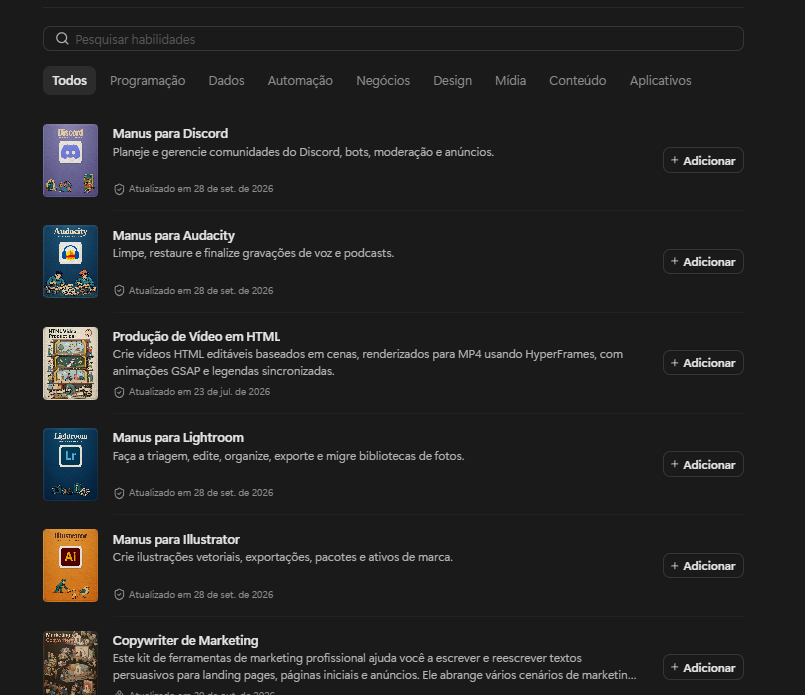 Pesquisar habilidades
Todos Programação Dados Automação Negócios Design Mídia Conteúdo Aplicativos
Discord
Manus para Discord
Planeje e gerencie comunidades do Discord, bots, moderação e anúncios.
+ Adicionar
Atualizado em 28 de set. de 2026
Audacity
Manus para Audacity
Limpe, restaure e finalize gravações de voz e podcasts.
+ Adicionar
Atualizado em 28 de set. de 2026
HTML Video
Production
Produção de Vídeo em HTML
Crie vídeos HTML editáveis baseados em cenas, renderizados para MP4 usando HyperFrames, com
animações GSAP e legendas sincronizadas.
+ Adicionar
Atualizado em 23 de jul. de 2026
Lightroom
Lr
Manus para Lightroom
Faça a triagem, edite, organize, exporte e migre bibliotecas de fotos.
+ Adicionar
Atualizado em 28 de set. de 2026
Illustrator
Ai
Manus para Illustrator
Crie ilustrações vetoriais, exportações, pacotes e ativos de marca.
+ Adicionar
Atualizado em 28 de set. de 2026
Marketing
Copywriter
Copywriter de Marketing
Este kit de ferramentas de marketing profissional ajuda você a escrever e reescrever textos
persuasivos para landing pages, páginas iniciais e anúncios. Ele abrange vários cenários de marketin...
+ Adicionar